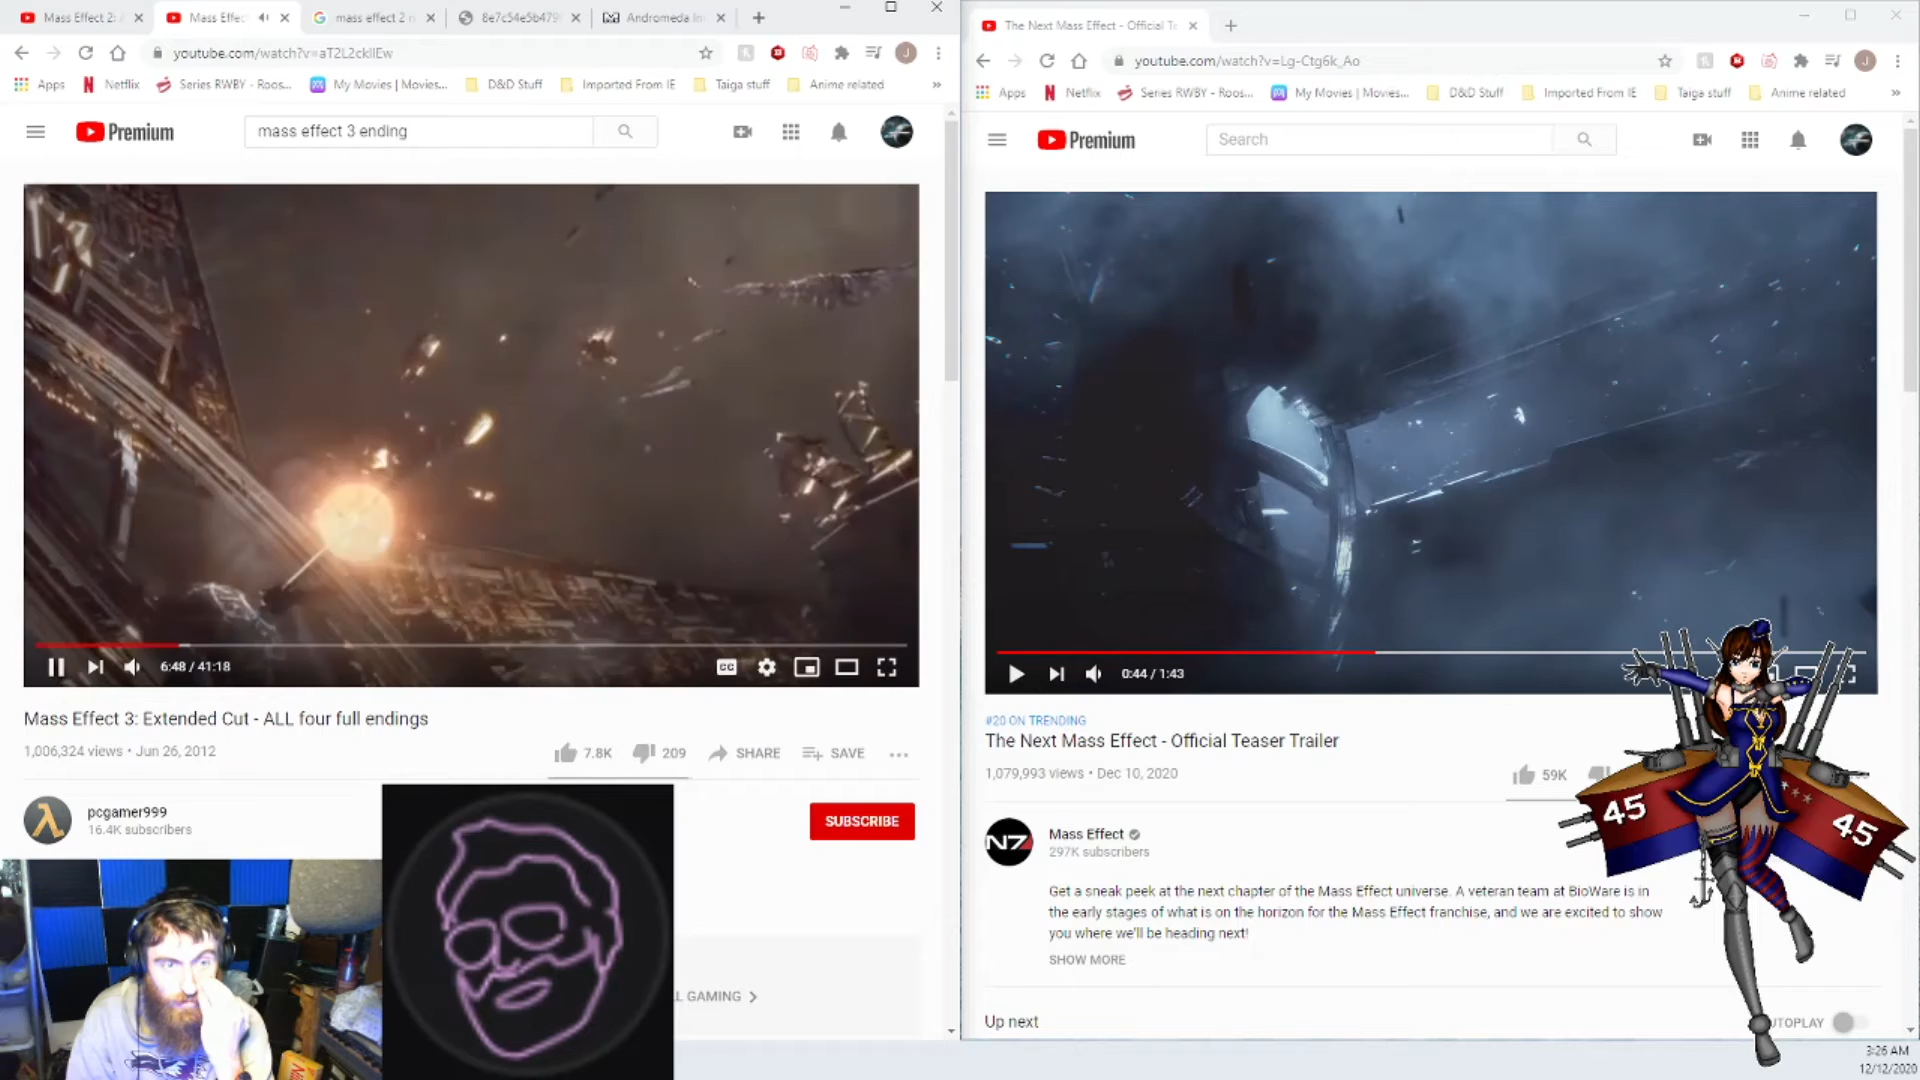 Mass Effect 2:
Mass Effec
mass effect 2 n
8e7c54e5b479
Andromeda In
youtube.com/watch?v=aT2L2ckIIEw
Apps
Netflix
Series RWBY - Roos...
My Movies | Movies...
D&D Stuff
Imported From IE
Taiga stuff
Anime related
»
Premium
mass effect 3 ending
6:48 / 41:18
CC
Mass Effect 3: Extended Cut - ALL four full endings
1,006,324 views • Jun 26, 2012
7.8K
209
SHARE
SAVE
pcgamer999
16.4K subscribers
SUBSCRIBE
L GAMING
The Next Mass Effect - Official Te
youtube.com/watch?v=Lg-Ctg6k_Ao
Apps
Netflix
Series RWBY - Roos...
My Movies | Movies...
D&D Stuff
Imported From IE
Taiga stuff
Anime related
»
Premium
Search
0:44 / 1:43
#20 ON TRENDING
The Next Mass Effect - Official Teaser Trailer
1,079,993 views • Dec 10, 2020
59K
N7
Mass Effect
297K subscribers
Get a sneak peek at the next chapter of the Mass Effect universe. A veteran team at BioWare is in
the early stages of what is on the horizon for the Mass Effect franchise, and we are excited to show
you where we'll be heading next!
SHOW MORE
Up next
UTOPLAY
45
45
3:26 AM
12/12/2020